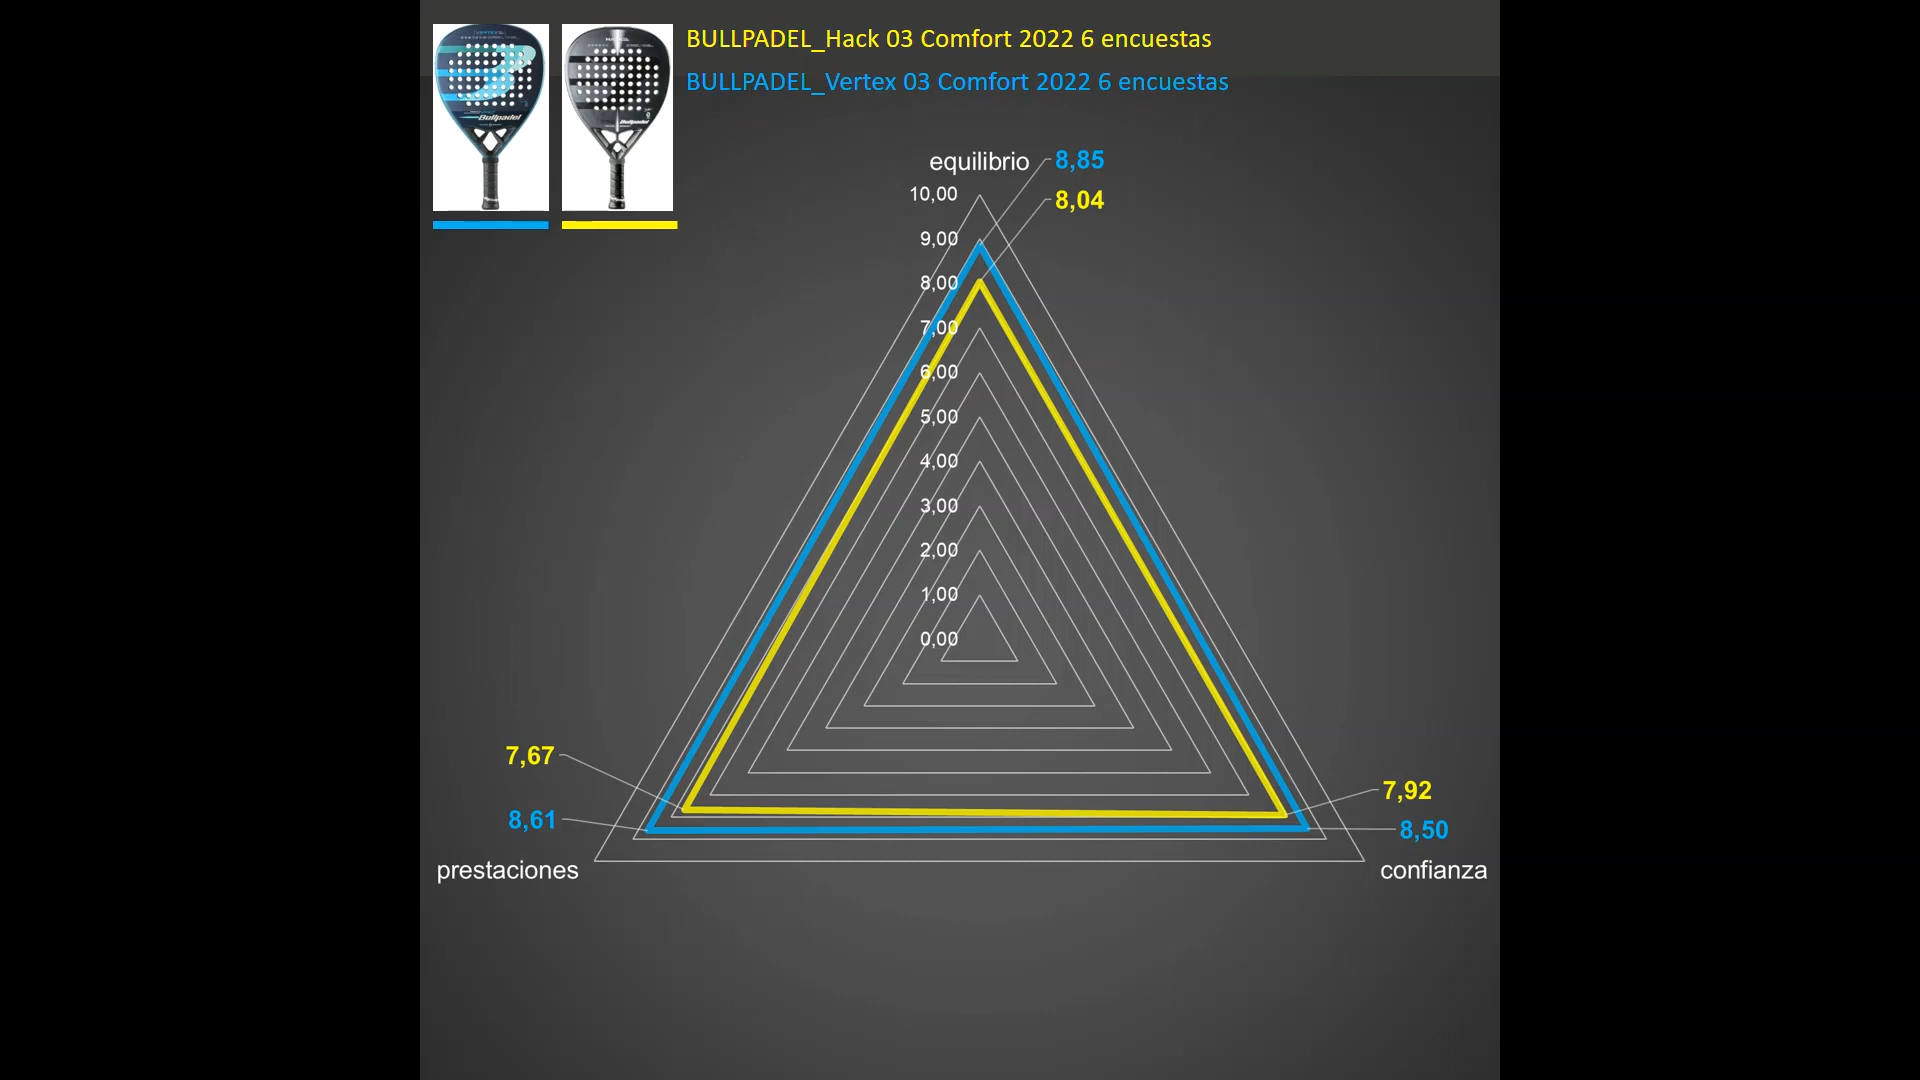 BULLPADEL_Hack 03 Comfort 2022 6 encuestas
BULLPADEL_Vertex 03 Comfort 2022 6 encuestas
Bullpadel
Bullpadel
equilibrio
8,85
8,04
10,00
9,00
8,00
7,00
6,00
5,00
4,00
3,00
2,00
1,00
0,00
7,67
8,61
prestaciones
7,92
8,50
confianza